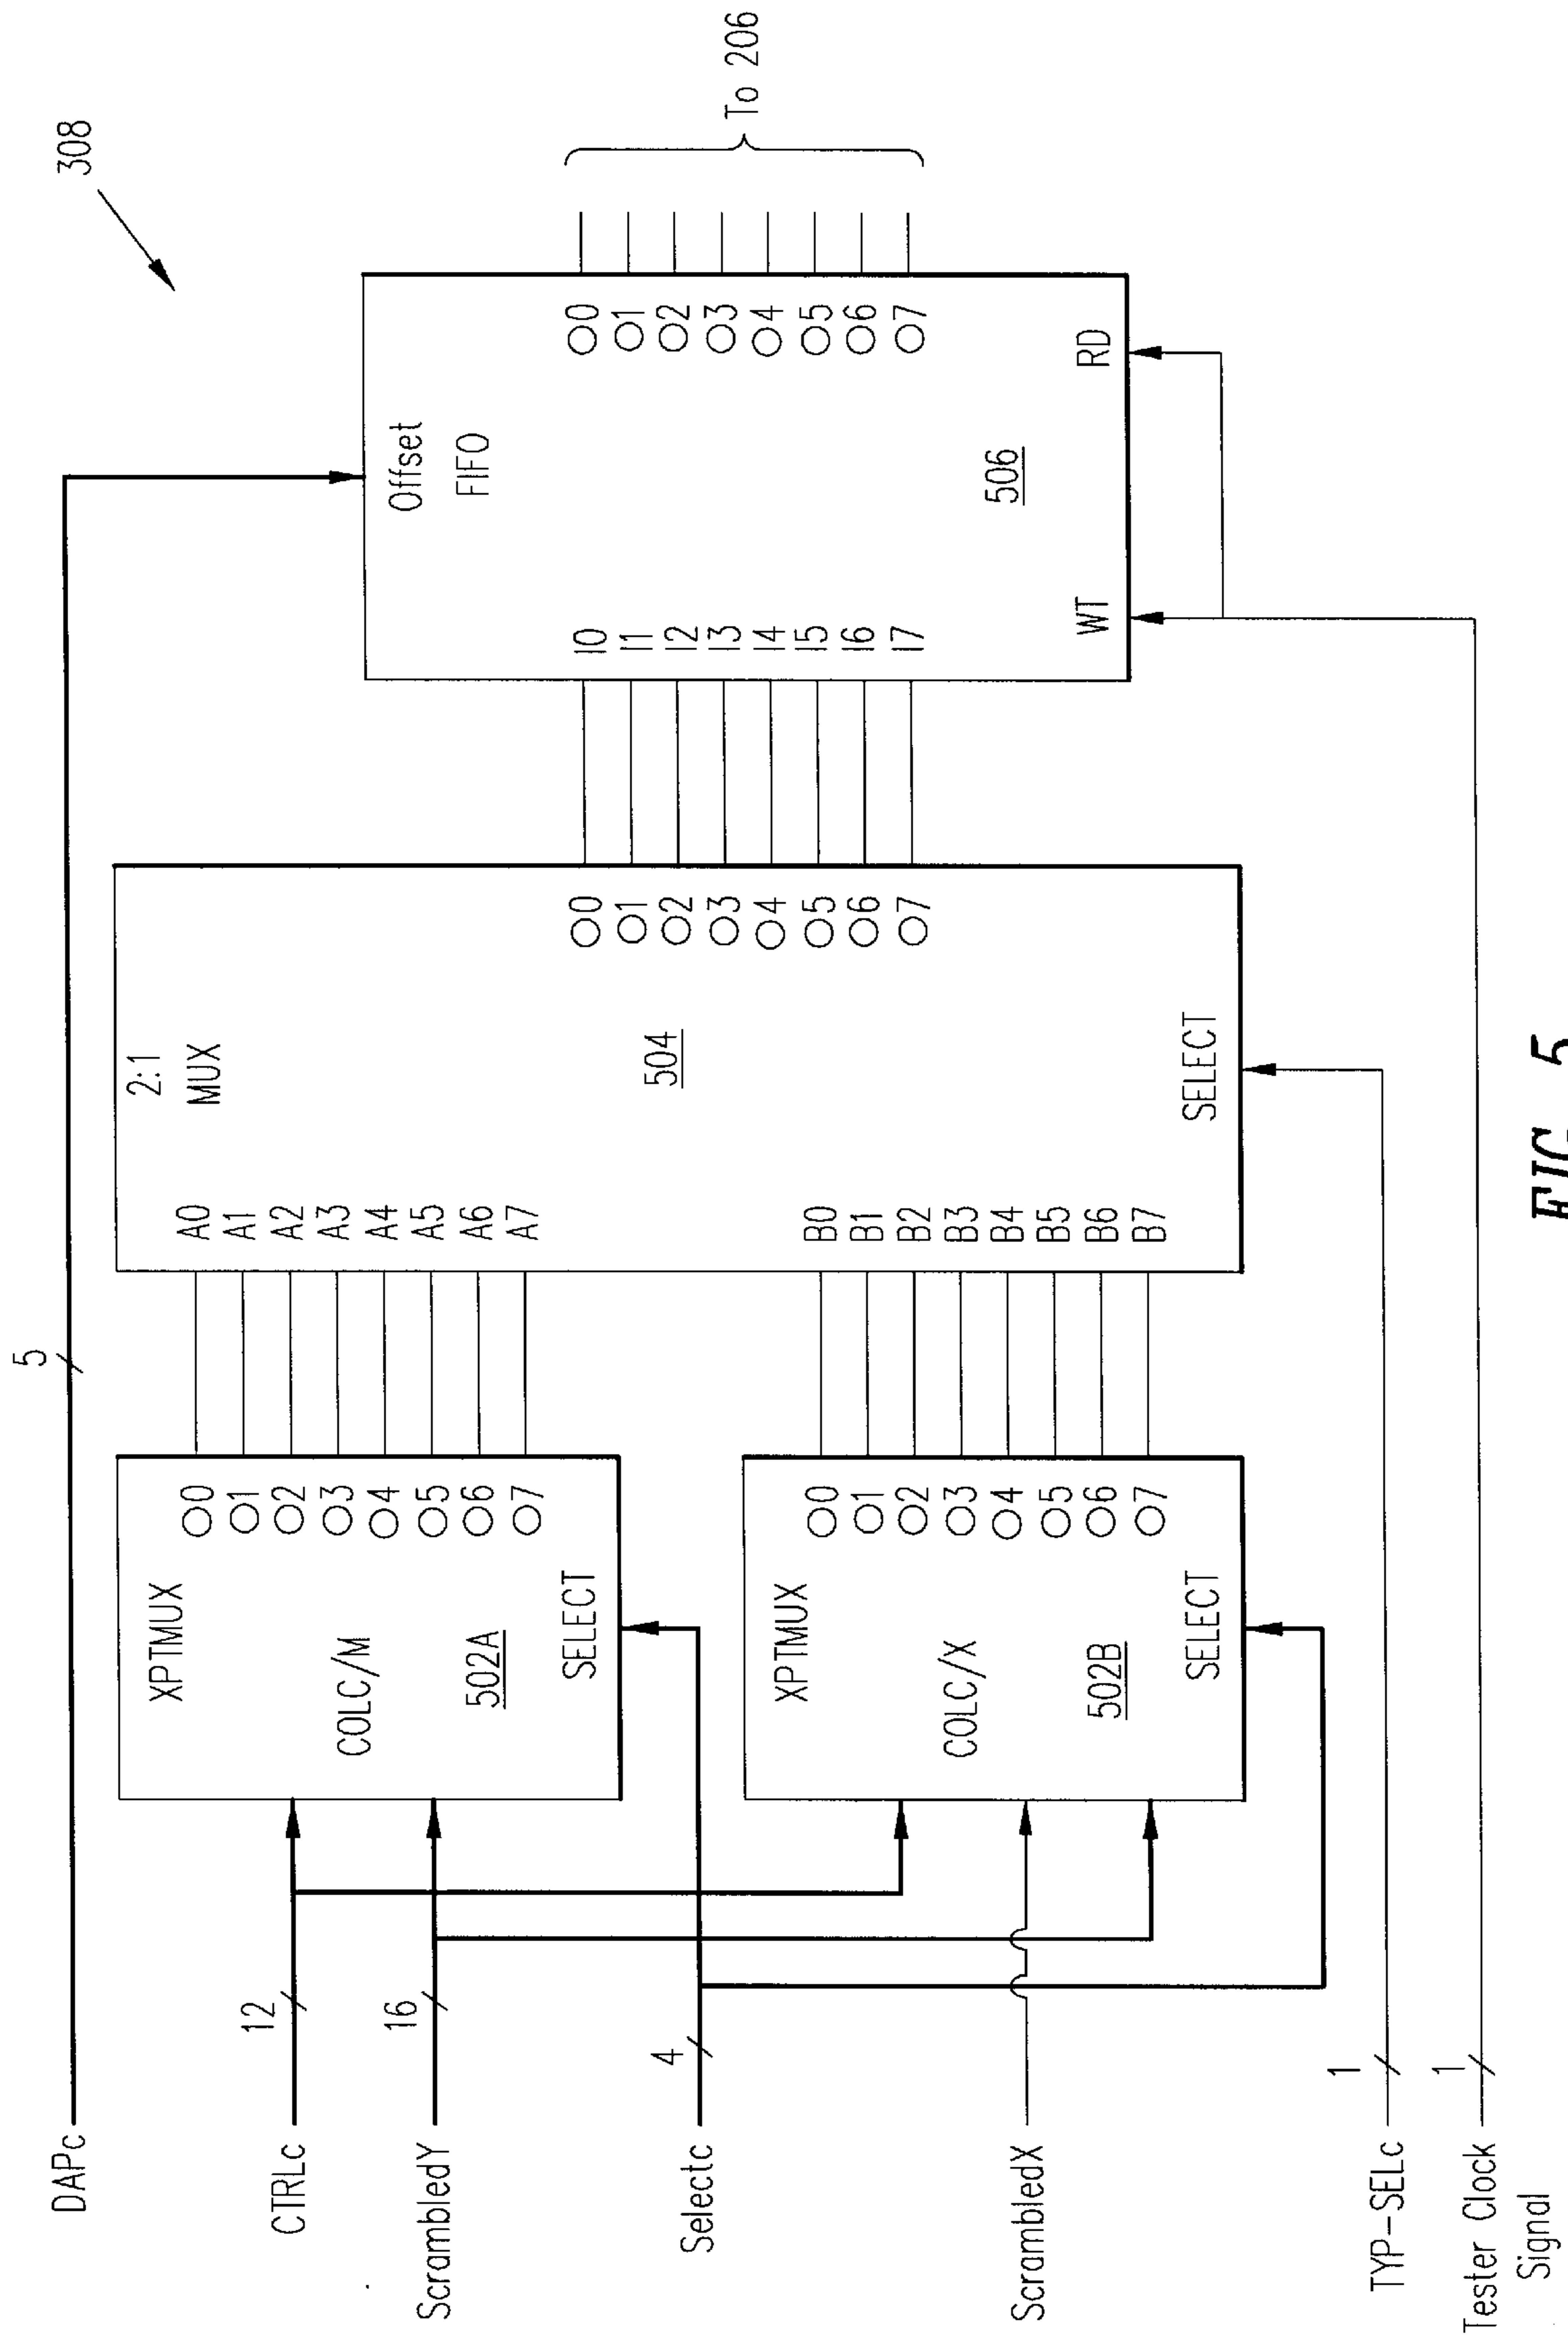 308
DAPc
5
CTRLc
12
ScrambledY
16
Selectc
4
ScrambledX
TYP-SELc
1
Tester Clock
Signal
1
XPTMUX
COLC/M
502A
SELECT
O0
O1
O2
O3
O4
O5
O6
O7
XPTMUX
COLC/X
502B
SELECT
O0
O1
O2
O3
O4
O5
O6
O7
2:1
MUX
A0
A1
A2
A3
A4
A5
A6
A7
B0
B1
B2
B3
B4
B5
B6
B7
504
SELECT
O0
O1
O2
O3
O4
O5
O6
O7
Offset
FIFO
I0
I1
I2
I3
I4
I5
I6
I7
506
WT
RD
O0
O1
O2
O3
O4
O5
O6
O7
To 206
FIG. 5